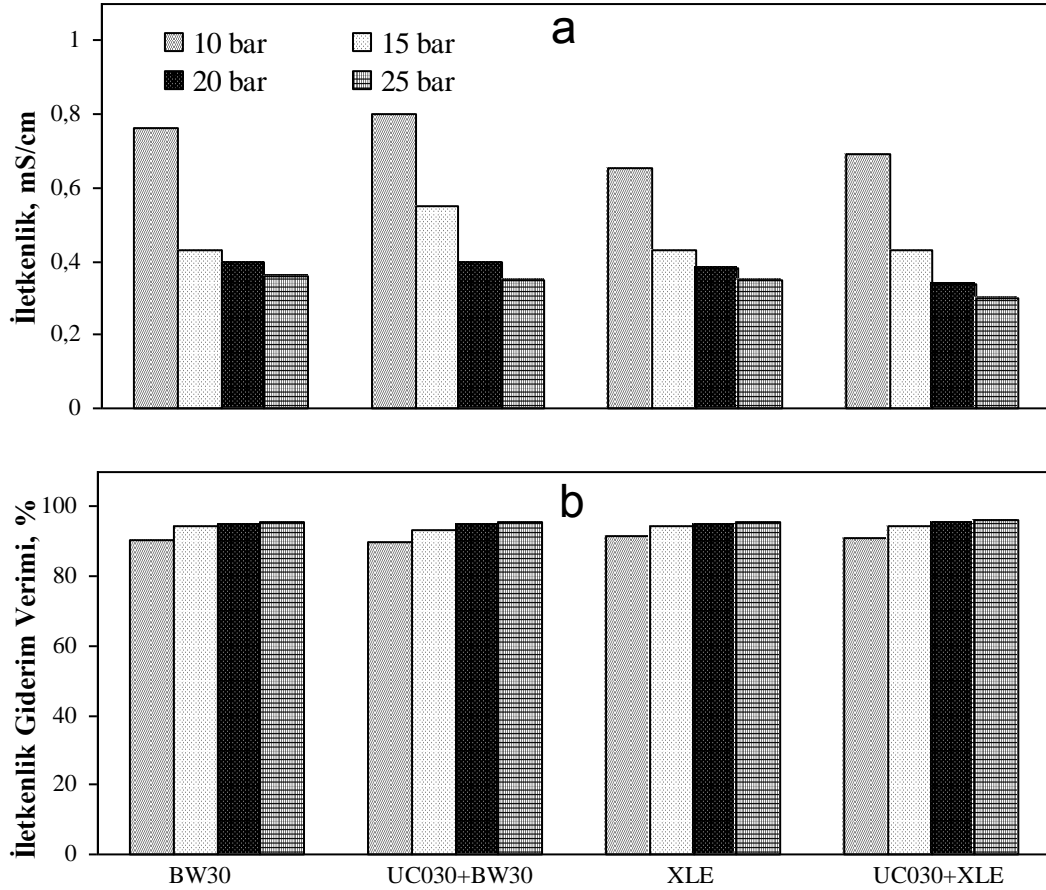 a
10 bar
15 bar
20 bar
25 bar
İletkenlik, mS/cm
1
0,8
0,6
0,4
0,2
0
b
İletkenlik Giderim Verimi, %
100
80
60
40
20
0
BW30
UC030+BW30
XLE
UC030+XLE